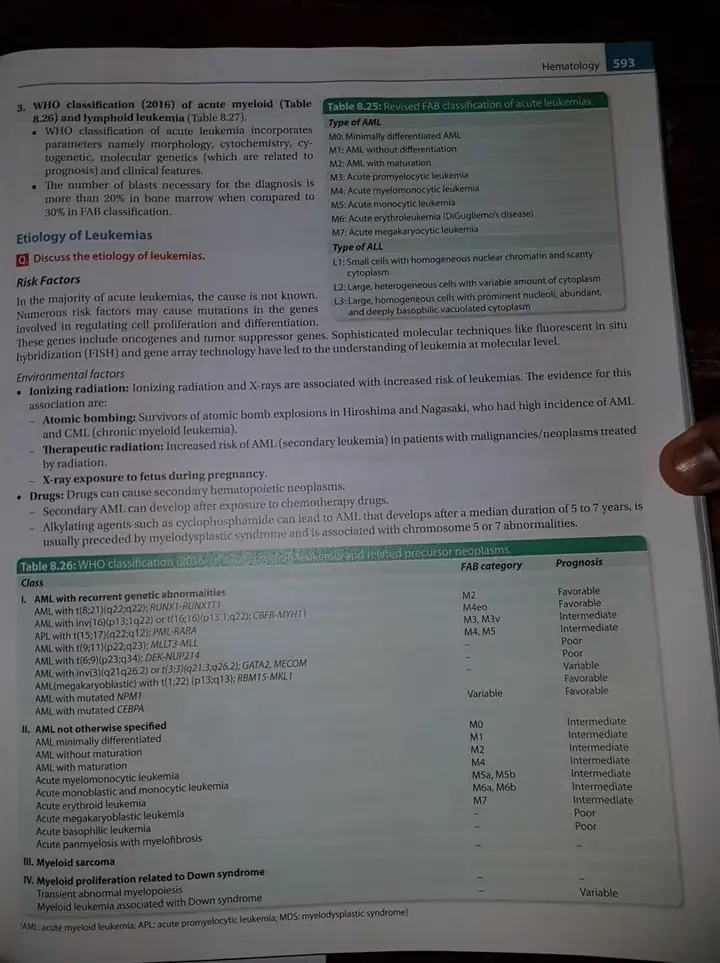 Hematology 593
3. WHO classification (2016) of acute myeloid (Table
8.26) and lymphoid leukemia (Table 8.27).
• WHO classification of acute leukemia incorporates
parameters namely morphology, cytochemistry, cy-
togenetic, molecular genetics (which are related to
prognosis) and clinical features.
• The number of blasts necessary for the diagnosis is
more than 20% in bone marrow when compared to
30% in FAB classification.
Table 8.25: Revised FAB classification of acute leukemias.
Type of AML
M0: Minimally differentiated AML
M1: AML without differentiation
M2: AML with maturation
M3: Acute promyelocytic leukemia
M4: Acute myelomonocytic leukemia
M5: Acute monocytic leukemia
M6: Acute erythroleukemia (DiGugliemo's disease)
M7: Acute megakaryocytic leukemia
Type of ALL
L1: Small cells with homogeneous nuclear chromatin and scanty
cytoplasm
L2: Large, heterogeneous cells with variable amount of cytoplasm
L3: Large, homogeneous cells with prominent nucleoli, abundant,
and deeply basophilic vacuolated cytoplasm
Etiology of Leukemias
Q. Discuss the etiology of leukemias.
Risk Factors
In the majority of acute leukemias, the cause is not known.
Numerous risk factors may cause mutations in the genes
involved in regulating cell proliferation and differentiation.
These genes include oncogenes and tumor suppressor genes. Sophisticated molecular techniques like fluorescent in situ
hybridization (FISH) and gene array technology have led to the understanding of leukemia at molecular level.
Environmental factors
• Ionizing radiation: Ionizing radiation and X-rays are associated with increased risk of leukemias. The evidence for this
association are:
– Atomic bombing: Survivors of atomic bomb explosions in Hiroshima and Nagasaki, who had high incidence of AML
and CML (chronic myeloid leukemia).
– Therapeutic radiation: Increased risk of AML (secondary leukemia) in patients with malignancies/neoplasms treated
by radiation.
– X-ray exposure to fetus during pregnancy.
• Drugs: Drugs can cause secondary hematopoietic neoplasms.
– Secondary AML can develop after exposure to chemotherapy drugs.
– Alkylating agents such as cyclophosphamide can lead to AML that develops after a median duration of 5 to 7 years, is
usually preceded by myelodysplastic syndrome and is associated with chromosome 5 or 7 abnormalities.
Table 8.26: WHO classification (2016) leukemia and related precursor neoplasms.
Class FAB category Prognosis
I. AML with recurrent genetic abnormalities
AML with t(8;21)(q22;q22); RUNX1-RUNX1T1 M2 Favorable
AML with inv(16)(p13;1q22) or t(16;16)(p13.1;q22); CBFB-MYH11 M4eo Favorable
APL with t(15;17)(q22;q12); PML-RARA M3, M3v Intermediate
AML with t(9;11)(p22;q23); MLLT3-MLL M4, M5 Intermediate
AML with t(6;9)(p23;q34); DEK-NUP214 – Poor
AML with inv(3)(q21q26.2) or t(3;3)(q21.3;q26.2); GATA2, MECOM – Poor
AML(megakaryoblastic) with t(1;22) (p13;q13); RBM15-MKL1 – Variable
AML with mutated NPM1 Favorable
AML with mutated CEBPA Variable Favorable
II. AML not otherwise specified
AML minimally differentiated M0 Intermediate
AML without maturation M1 Intermediate
AML with maturation M2 Intermediate
Acute myelomonocytic leukemia M4 Intermediate
Acute monoblastic and monocytic leukemia M5a, M5b Intermediate
Acute erythroid leukemia M6a, M6b Intermediate
Acute megakaryoblastic leukemia M7 Intermediate
Acute basophilic leukemia – Poor
Acute panmyelosis with myelofibrosis – Poor
III. Myeloid sarcoma – –
IV. Myeloid proliferation related to Down syndrome
Transient abnormal myelopoiesis – –
Myeloid leukemia associated with Down syndrome – Variable
(AML: acute myeloid leukemia; APL: acute promyelocytic leukemia; MDS: myelodysplastic syndrome)